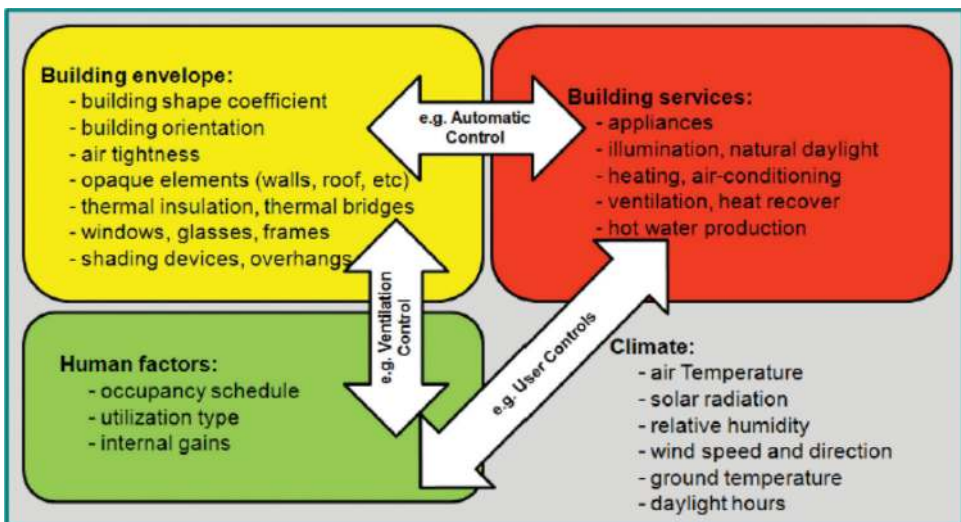 Building envelope:
- building shape coefficient
- building orientation
- air tightness
- opaque elements (walls, roof, etc)
- thermal insulation, thermal bridges
- windows, glasses, frames
- shading devices, overhangs
e.g. Automatic
Control
Building services:
- appliances
- illumination, natural daylight
- heating, air-conditioning
- ventilation, heat recover
- hot water production
e.g. Ventilation
Control
e.g. User Controls
Human factors:
- occupancy schedule
- utilization type
- internal gains
Climate:
- air Temperature
- solar radiation
- relative humidity
- wind speed and direction
- ground temperature
- daylight hours